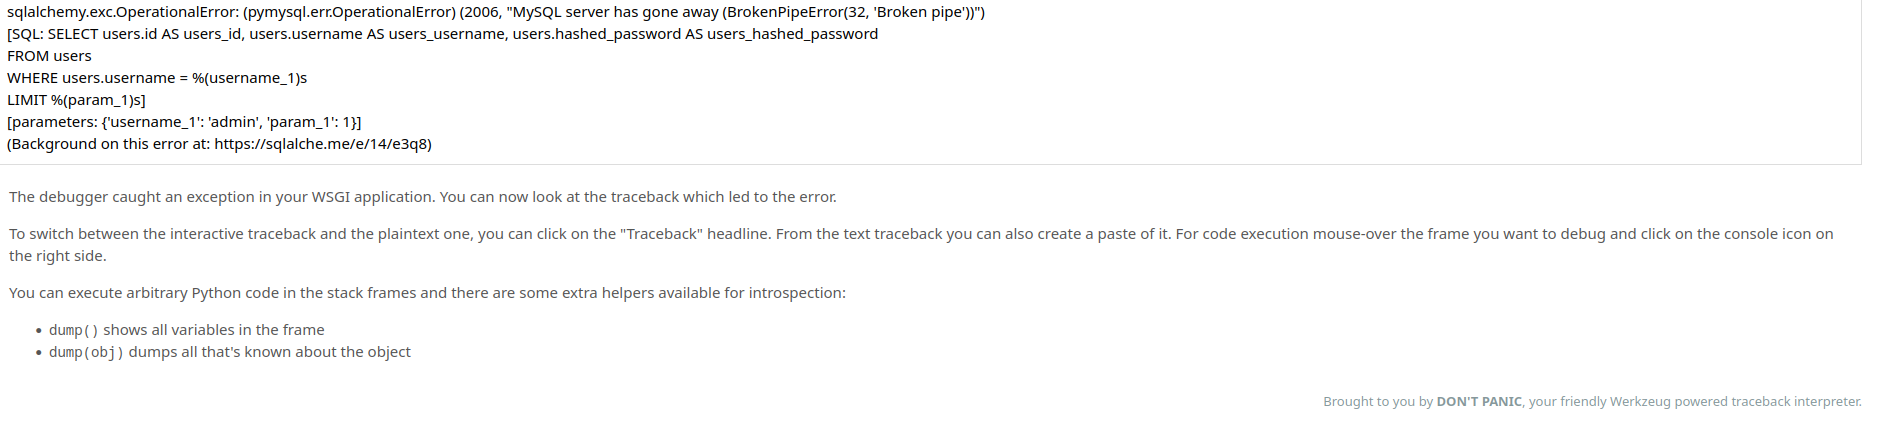 sqlalchemy.exc.OperationalError: (pymysql.err.OperationalError) (2006, "MySQL server has gone away (BrokenPipeError(32, 'Broken pipe'))")
[SQL: SELECT users.id AS users_id, users.username AS users_username, users.hashed_password AS users_hashed_password
FROM users
WHERE users.username = %(username_1)s
LIMIT %(param_1)s]
[parameters: {'username_1': 'admin', 'param_1': 1}]
(Background on this error at: https://sqlalche.me/e/14/e3q8)
The debugger caught an exception in your WSGI application. You can now look at the traceback which led to the error.
To switch between the interactive traceback and the plaintext one, you can click on the "Traceback" headline. From the text traceback you can also create a paste of it. For code execution mouse-over the frame you want to debug and click on the console icon on
the right side.
You can execute arbitrary Python code in the stack frames and there are some extra helpers available for introspection:
• dump() shows all variables in the frame
• dump(obj) dumps all that's known about the object
Brought to you by DON'T PANIC, your friendly Werkzeug powered traceback interpreter.